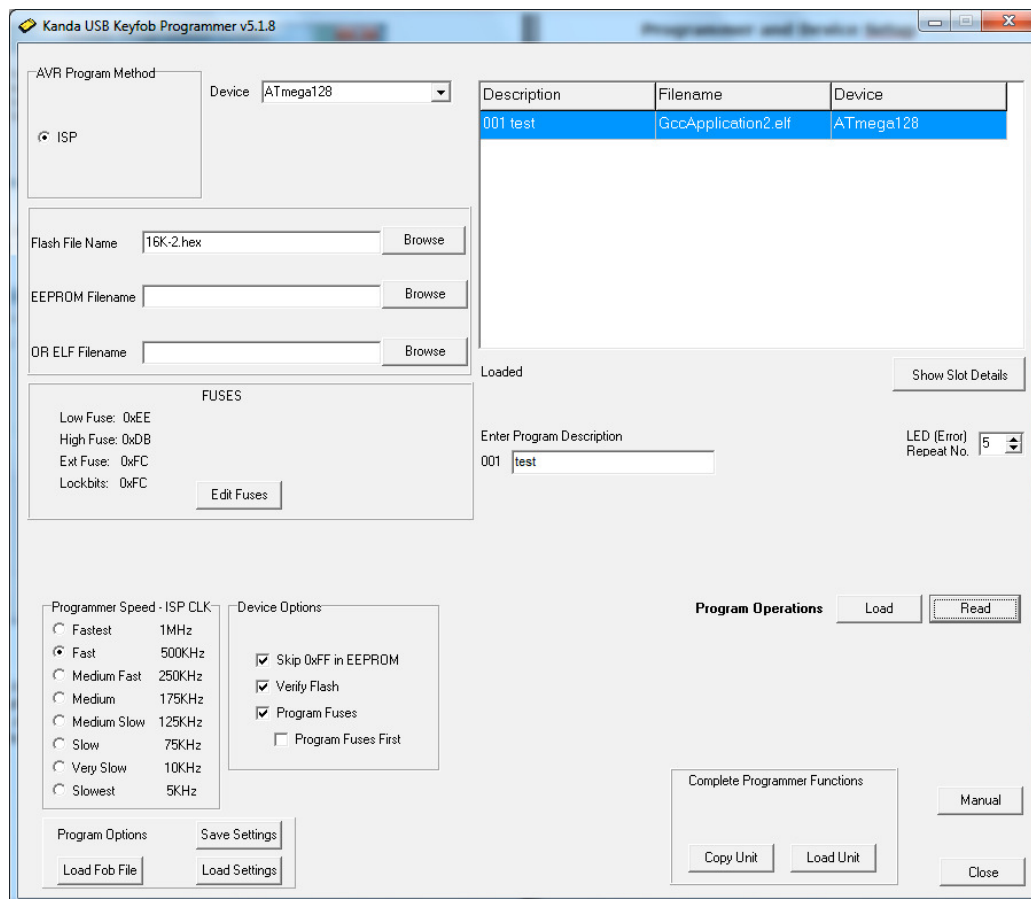 Kanda USB Keyfob Programmer v5.1.8
Programmer and Device Setup
AVR Program Method
ISP
Device ATmega128
Description Filename Device
001 test GccApplication2.elf ATmega128
Flash File Name 16K-2.hex Browse
EEPROM Filename Browse
OR ELF Filename Browse
Loaded
Show Slot Details
FUSES
Low Fuse: 0xEE
High Fuse: 0xDB
Ext Fuse: 0xFC
Lockbits: 0xFC
Edit Fuses
Enter Program Description
001 test
LED (Error)
Repeat No. 5
Programmer Speed - ISP CLK
Fastest 1MHz
Fast 500KHz
Medium Fast 250KHz
Medium 175KHz
Medium Slow 125KHz
Slow 75KHz
Very Slow 10KHz
Slowest 5KHz
Device Options
Skip 0xFF in EEPROM
Verify Flash
Program Fuses
Program Fuses First
Program Operations Load Read
Complete Programmer Functions
Copy Unit Load Unit
Manual
Close
Program Options Save Settings
Load Fob File Load Settings